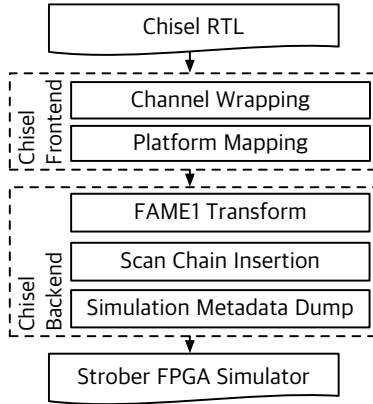 Chisel RTL
Chisel
Frontend
Channel Wrapping
Platform Mapping
Chisel
Backend
FAME1 Transform
Scan Chain Insertion
Simulation Metadata Dump
Strober FPGA Simulator